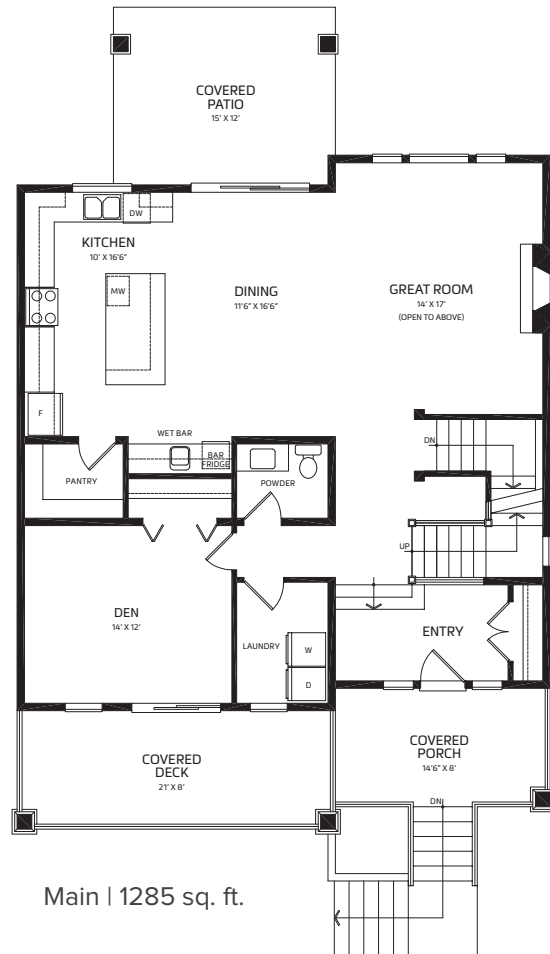 COVERED
PATIO
15' X 12'
DW
KITCHEN
10' X 16'6"
MW
DINING
11'6" X 16'6"
GREAT ROOM
14' X 17'
(OPEN TO ABOVE)
F
WET BAR
DN
BAR
FRIDGE
PANTRY
POWDER
UP
DEN
14' X 12'
ENTRY
LAUNDRY
W
D
COVERED
PORCH
14'6" X 8'
COVERED
DECK
21' X 8'
DN
Main | 1285 sq. ft.